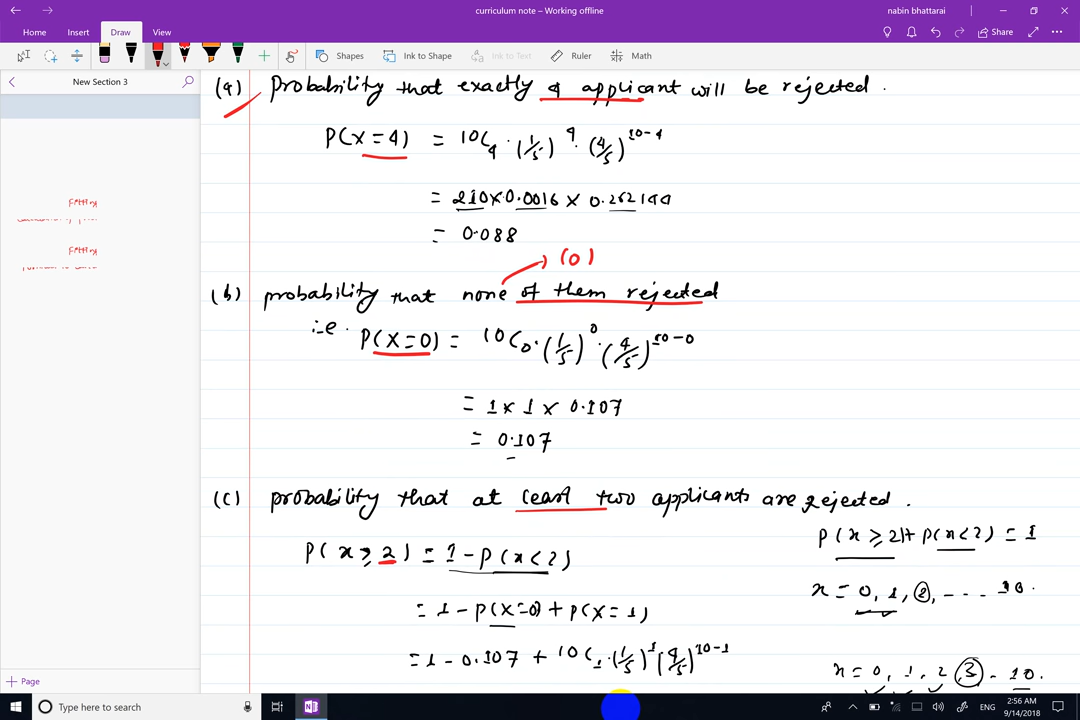 curriculum note – Working offline
nabin bhattarai
Home Insert Draw View
Share
Shapes Ink to Shape Ink to Text Ruler Math
New Section 3
(a) probability that exactly 4 applicant will be rejected.
P(X=4) = 10C4 · (1/5)^4 · (4/5)^10-4
= 210 × 0.0016 × 0.262144
= 0.088
→ (0)
(b) probability that none of them rejected
i.e. P(X=0) = 10C0 · (1/5)^0 · (4/5)^10-0
= 1 × 1 × 0.107
= 0.107
(c) probability that at least two applicants are rejected.
P(x ≥ 2) = 1 - P(x < 2)
P(x ≥ 2) + P(x < 2) = 1
x = 0, 1, 2, - - - - 10.
= 1 - P(X=0) + P(X=1)
= 1 - 0.107 + 10C1 · (1/5)^1 (4/5)^10-1
x = 0, 1, 2 3 - 10.
Page
Type here to search
ENG
2:56 AM
9/14/2018